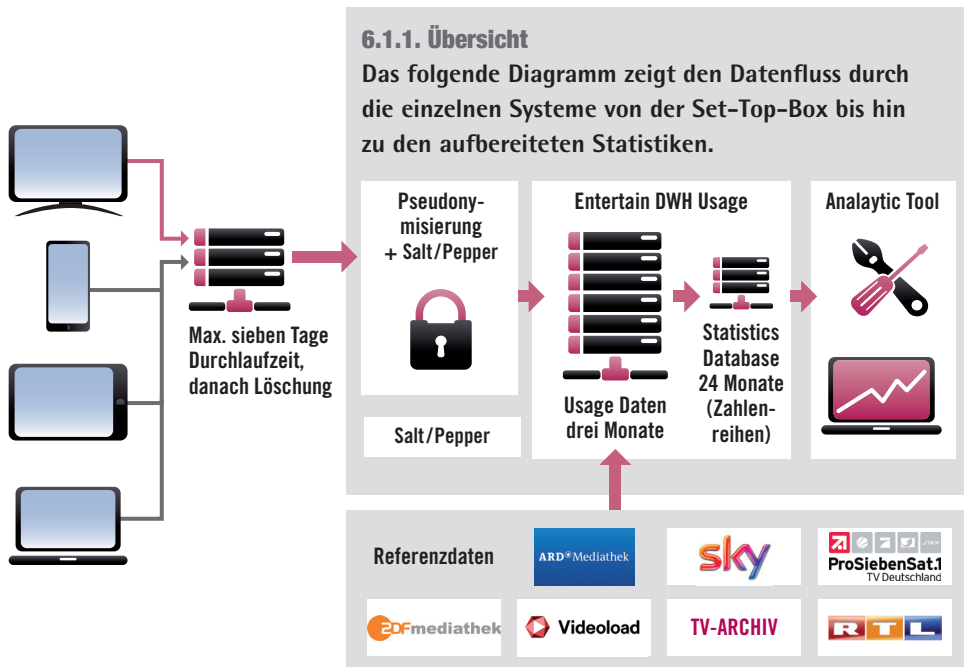 6.1.1. Übersicht
Das folgende Diagramm zeigt den Datenfluss durch
die einzelnen Systeme von der Set-Top-Box bis hin
zu den aufbereiteten Statistiken.
Max. sieben Tage
Durchlaufzeit,
danach Löschung
Pseudony-
misierung
+ Salt/Pepper
Salt/Pepper
Entertain DWH Usage
Usage Daten
drei Monate
Statistics
Database
24 Monate
(Zahlen-
reihen)
Analaytic Tool
Referenzdaten
ARD Mediathek
sky
ProSiebenSat.1
TV Deutschland
ZDFmediathek
Videoload
TV-ARCHIV
RTL